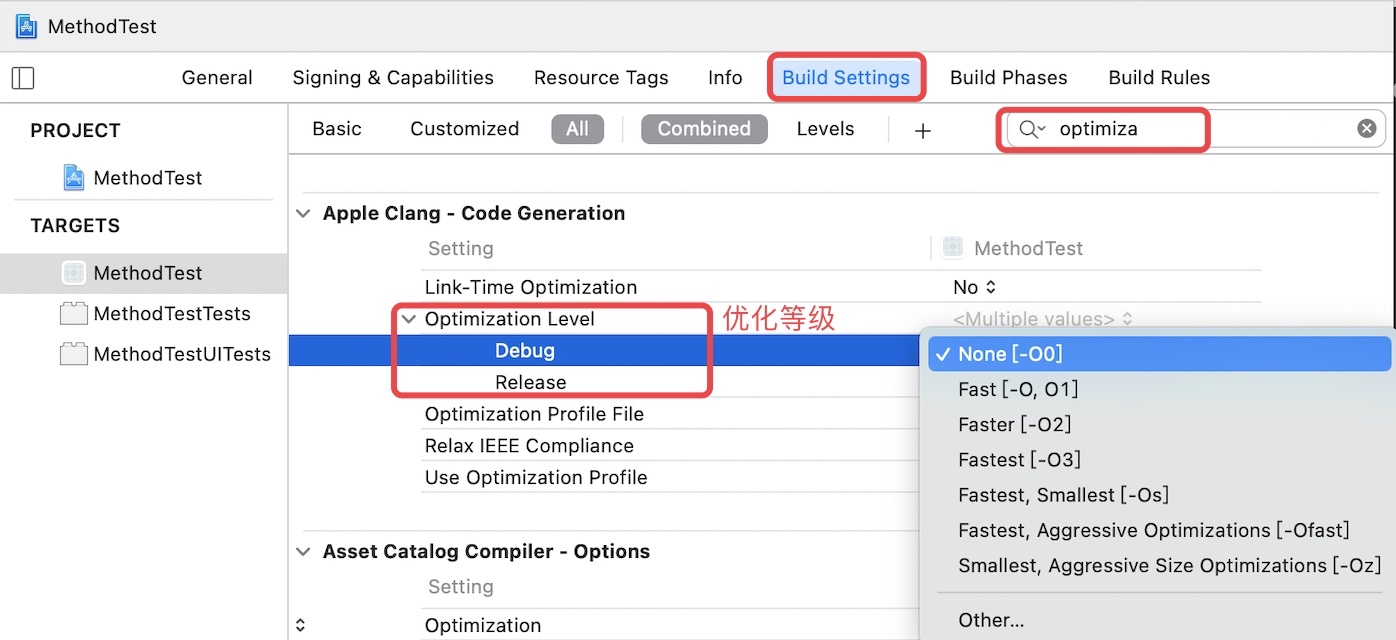 MethodTest
General Signing & Capabilities Resource Tags Info Build Settings Build Phases Build Rules
PROJECT
MethodTest
TARGETS
MethodTest
MethodTestTests
MethodTestUITests
Basic Customized All Combined Levels + optimiza
Apple Clang - Code Generation
Setting MethodTest
Link-Time Optimization No
Optimization Level 优化等级 <Multiple values>
Debug
Release
Optimization Profile File
Relax IEEE Compliance
Use Optimization Profile
None [-O0]
Fast [-O, O1]
Faster [-O2]
Fastest [-O3]
Fastest, Smallest [-Os]
Fastest, Aggressive Optimizations [-Ofast]
Smallest, Aggressive Size Optimizations [-Oz]
Other...
Asset Catalog Compiler - Options
Setting
Optimization